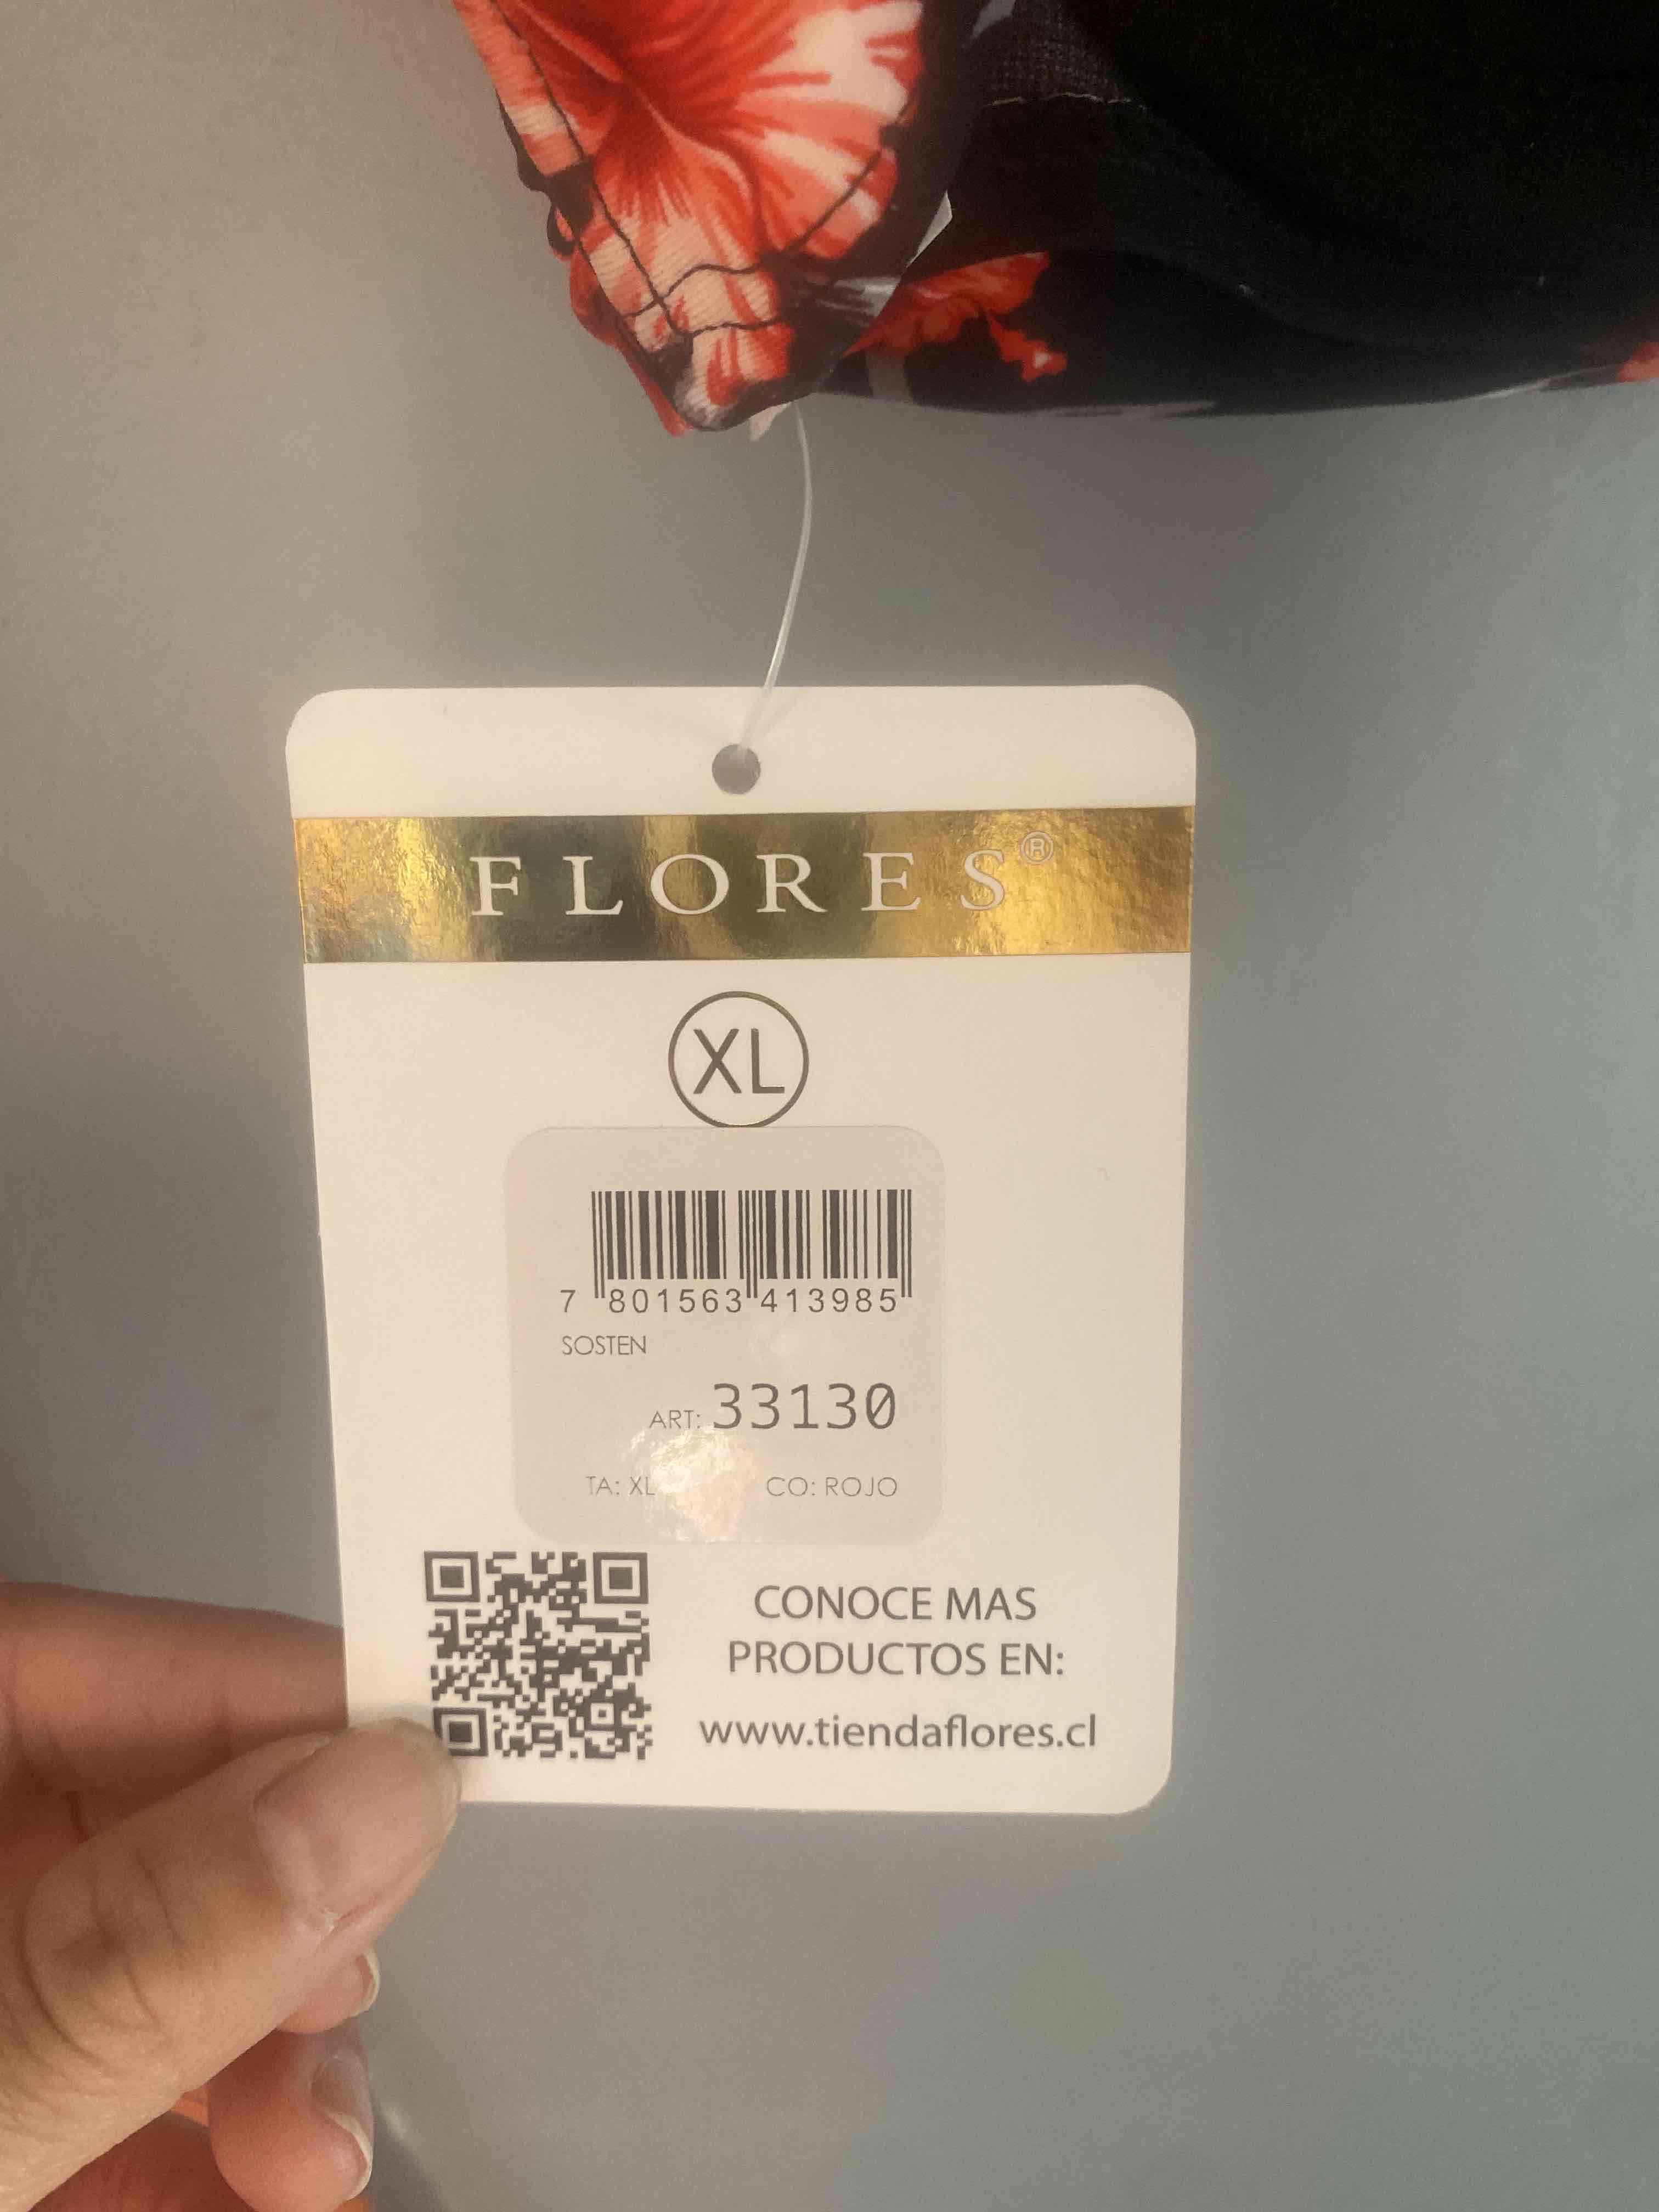 FLORES®
XL
7 801563 413985
SOSTEN
ART: 33130
TA: XL CO: ROJO
CONOCE MAS
PRODUCTOS EN:
www.tiendaflores.cl